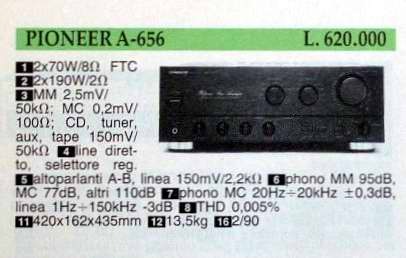 PIONEER A-656 L. 620.000
1 2x70W/8Ω FTC
2 2x190W/2Ω
3 MM 2,5mV/
50kΩ; MC 0,2mV/
100Ω; CD, tuner,
aux, tape 150mV/
50kΩ 4 line diret-
to, selettore reg.
5 altoparlanti A-B, linea 150mV/2,2kΩ 6 phono MM 95dB,
MC 77dB, altri 110dB 7 phono MC 20Hz÷20kHz ±0,3dB,
linea 1Hz÷150kHz -3dB 8 THD 0,005%
11 420x162x435mm 12 13,5kg 16 2/90